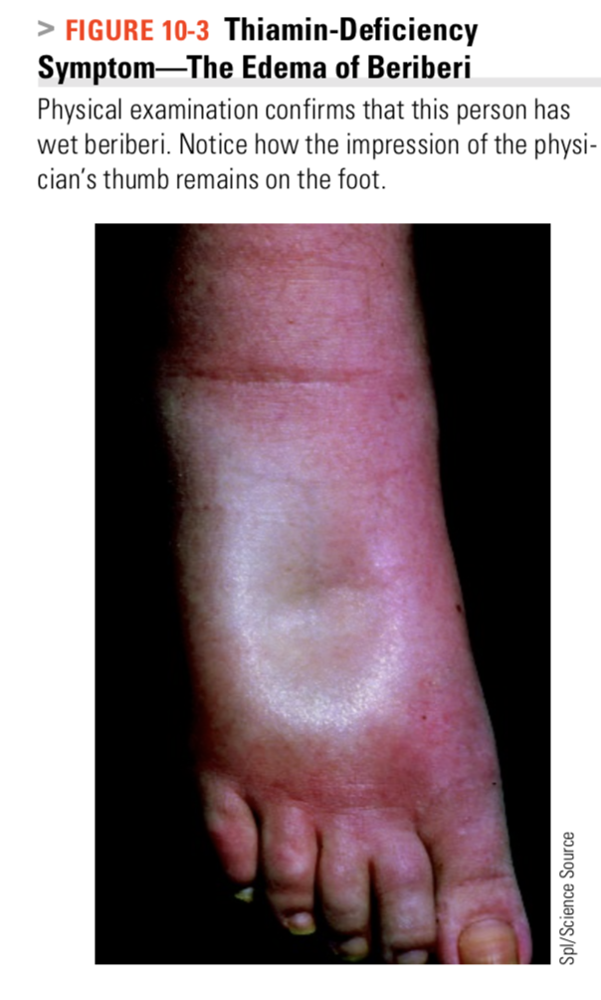 > FIGURE 10-3 Thiamin-Deficiency
Symptom—The Edema of Beriberi
Physical examination confirms that this person has
wet beriberi. Notice how the impression of the physi-
cian's thumb remains on the foot.
Spl/Science Source